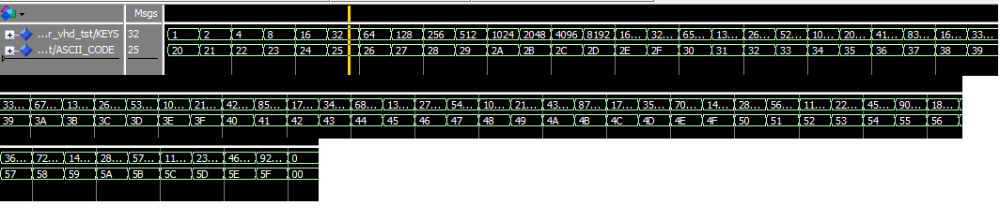 Msgs
...r_vhd_tst/KEYS 32 1 2 4 8 16 32 64 128 256 512 1024 2048 4096 8192 16... 32... 65... 13... 26... 52... 10... 20... 41... 83... 16... 33...
...t/ASCII_CODE 25 20 21 22 23 24 25 26 27 28 29 2A 2B 2C 2D 2E 2F 30 31 32 33 34 35 36 37 38 39
33... 67... 13... 26... 53... 10... 21... 42... 85... 17... 34... 68... 13... 27... 54... 10... 21... 43... 87... 17... 35... 70... 14... 28... 56... 11... 22... 45... 90... 18...
39 3A 3B 3C 3D 3E 3F 40 41 42 43 44 45 46 47 48 49 4A 4B 4C 4D 4E 4F 50 51 52 53 54 55 56
36... 72... 14... 28... 57... 11... 23... 46... 92... 0
57 58 59 5A 5B 5C 5D 5E 5F 00